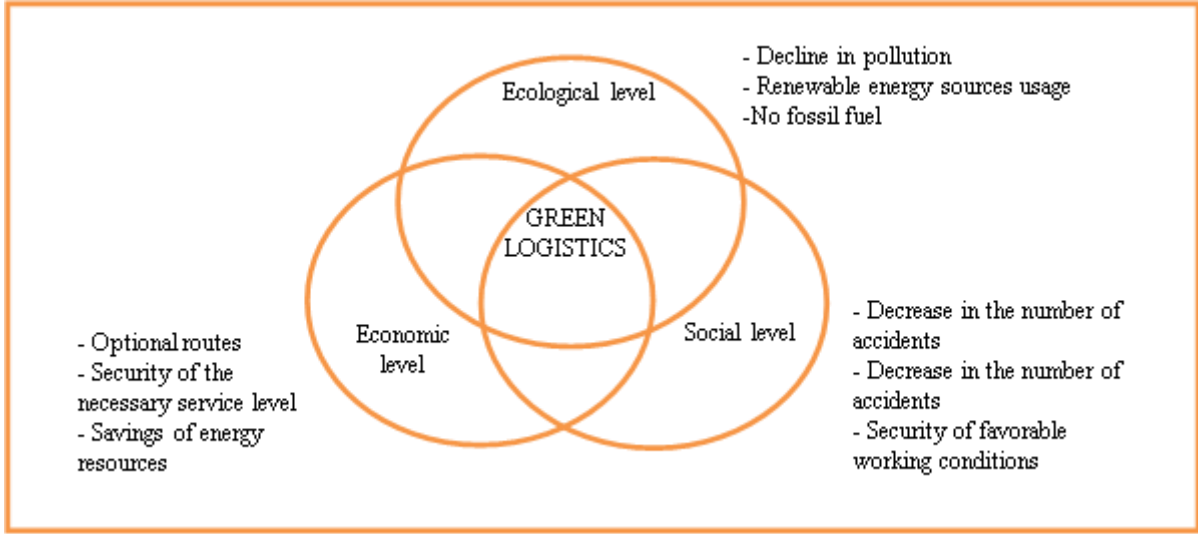 - Decline in pollution
- Renewable energy sources usage
-No fossil fuel
Ecological level
GREEN
LOGISTICS
Economic
level
Social level
- Optional routes
- Security of the
necessary service level
- Savings of energy
resources
- Decrease in the number of
accidents
- Decrease in the number of
accidents
- Security of favorable
working conditions